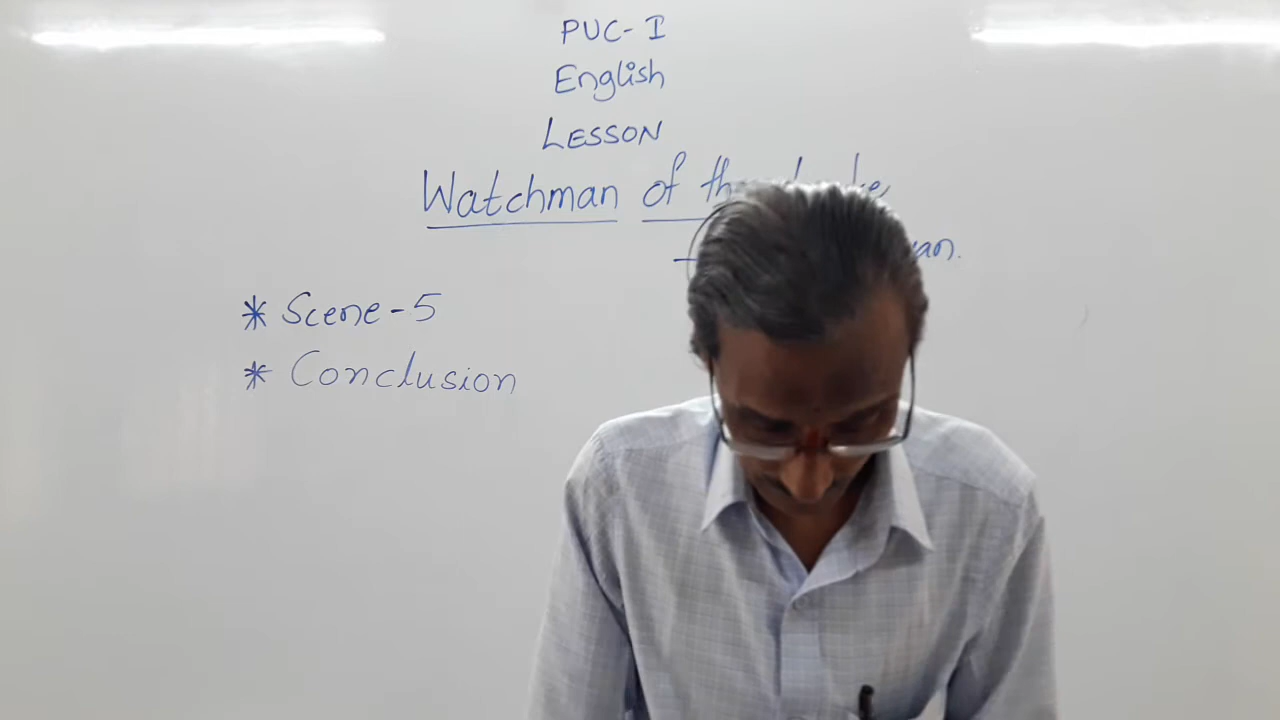 PUC- I
English
LESSON
Watchman of
* Scene-5
* Conclusion